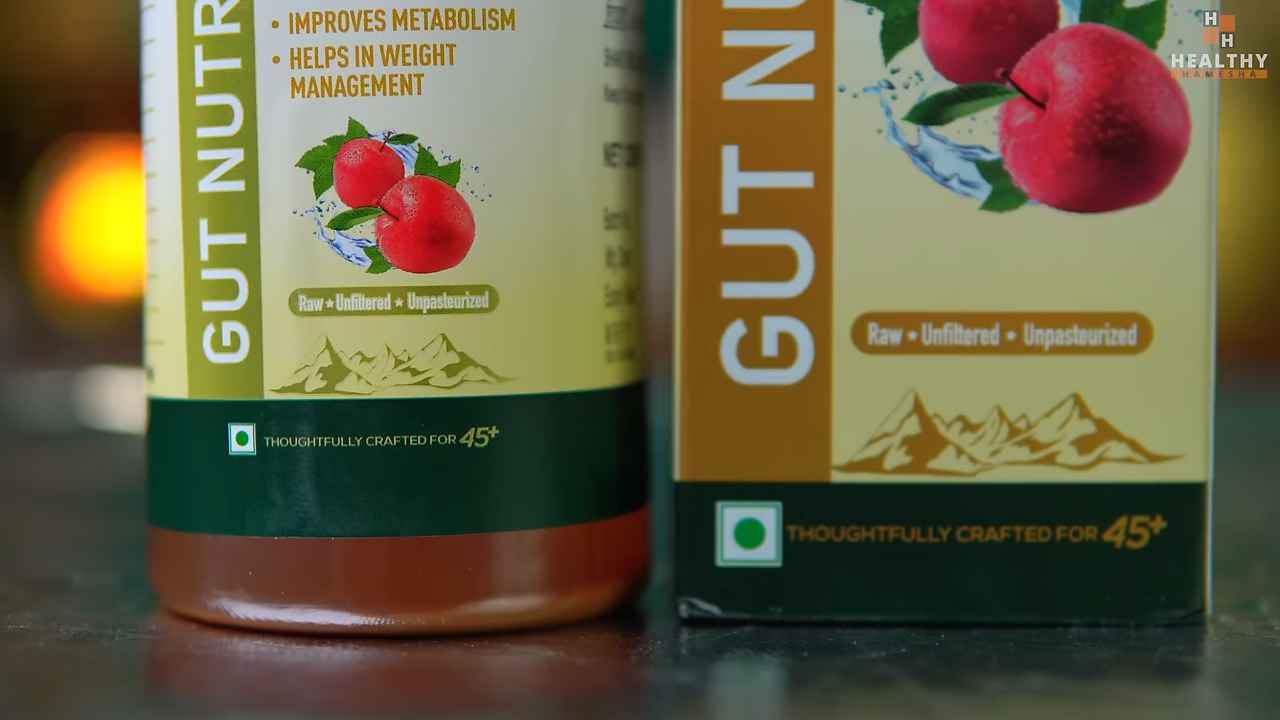 • IMPROVES METABOLISM
• HELPS IN WEIGHT
MANAGEMENT
GUT NUTR
Raw ★ Unfiltered ★ Unpasteurized
THOUGHTFULLY CRAFTED FOR 45+
GUT NU
Raw ★ Unfiltered ★ Unpasteurized
THOUGHTFULLY CRAFTED FOR 45+
H
H
HEALTHY
HAMESHA